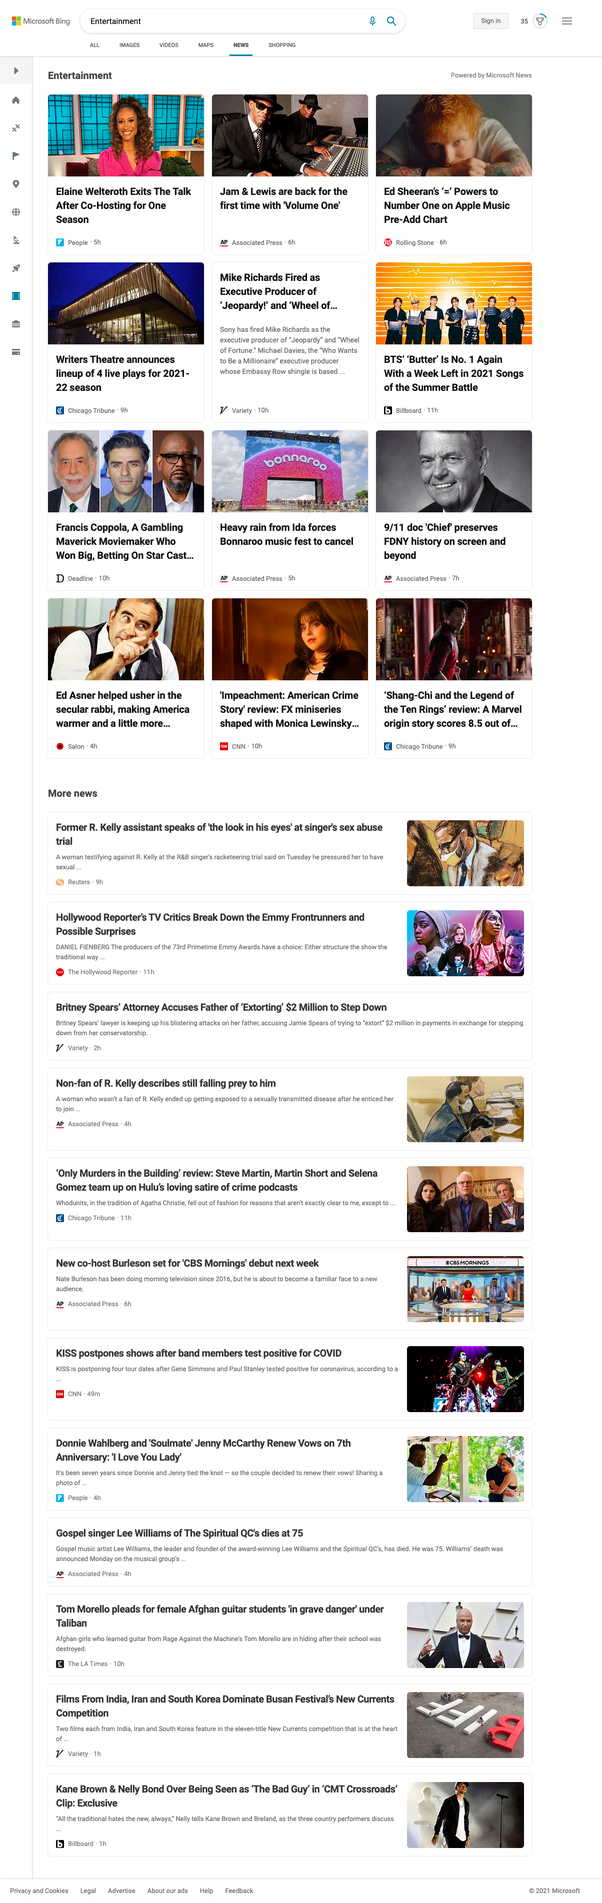 Microsoft Bing
Entertainment
Sign in
35
ALL
IMAGES
VIDEOS
MAPS
NEWS
SHOPPING
Entertainment
Powered by Microsoft News
Elaine Welteroth Exits The Talk
After Co-Hosting for One
Season
People · 5h
Jam & Lewis are back for the
first time with 'Volume One'
AP Associated Press · 6h
Ed Sheeran's '=' Powers to
Number One on Apple Music
Pre-Add Chart
Rolling Stone · 6h
Writers Theatre announces
lineup of 4 live plays for 2021-
22 season
Chicago Tribune · 9h
Mike Richards Fired as
Executive Producer of
'Jeopardy!' and 'Wheel of...
Sony has fired Mike Richards as the
executive producer of "Jeopardy" and "Wheel
of Fortune." Michael Davies, the "Who Wants
to Be a Millionaire" executive producer
whose Embassy Row shingle is based ...
Variety · 10h
BTS' 'Butter' Is No. 1 Again
With a Week Left in 2021 Songs
of the Summer Battle
Billboard · 11h
Francis Coppola, A Gambling
Maverick Moviemaker Who
Won Big, Betting On Star Cast...
Deadline · 10h
bonnaroo
Heavy rain from Ida forces
Bonnaroo music fest to cancel
AP Associated Press · 5h
9/11 doc 'Chief' preserves
FDNY history on screen and
beyond
AP Associated Press · 7h
Ed Asner helped usher in the
secular rabbi, making America
warmer and a little more...
Salon · 4h
'Impeachment: American Crime
Story' review: FX miniseries
shaped with Monica Lewinsky...
CNN CNN · 10h
'Shang-Chi and the Legend of
the Ten Rings' review: A Marvel
origin story scores 8.5 out of...
Chicago Tribune · 9h
More news
Former R. Kelly assistant speaks of 'the look in his eyes' at singer's sex abuse
trial
A woman testifying against R. Kelly at the R&B singer's racketeering trial said on Tuesday he pressured her to have
sexual ...
Reuters · 9h
Hollywood Reporter's TV Critics Break Down the Emmy Frontrunners and
Possible Surprises
DANIEL FIENBERG The producers of the 73rd Primetime Emmy Awards have a choice: Either structure the show the
traditional way ...
The Hollywood Reporter · 11h
Britney Spears' Attorney Accuses Father of 'Extorting' $2 Million to Step Down
Britney Spears' lawyer is keeping up his blistering attacks on her father, accusing Jamie Spears of trying to "extort" $2 million in payments in exchange for stepping
down from her conservatorship.
Variety · 2h
Non-fan of R. Kelly describes still falling prey to him
A woman who wasn't a fan of R. Kelly ended up getting exposed to a sexually transmitted disease after he enticed her
to join ...
AP Associated Press · 4h
'Only Murders in the Building' review: Steve Martin, Martin Short and Selena
Gomez team up on Hulu's loving satire of crime podcasts
Whodunits, in the tradition of Agatha Christie, fell out of fashion for reasons that aren't exactly clear to me, except to ...
Chicago Tribune · 11h
New co-host Burleson set for 'CBS Mornings' debut next week
Nate Burleson has been doing morning television since 2016, but he is about to become a familiar face to a new
audience.
AP Associated Press · 6h
CBS MORNINGS
KISS postpones shows after band members test positive for COVID
KISS is postponing four tour dates after Gene Simmons and Paul Stanley tested positive for coronavirus, according to a
...
CNN CNN · 49m
Donnie Wahlberg and 'Soulmate' Jenny McCarthy Renew Vows on 7th
Anniversary: 'I Love You Lady'
It's been seven years since Donnie and Jenny tied the knot — so the couple decided to renew their vows! Sharing a
photo of ...
People · 4h
Gospel singer Lee Williams of The Spiritual QC's dies at 75
Gospel music artist Lee Williams, the leader and founder of the award-winning Lee Williams and the Spiritual QC's, has died. He was 75. Williams' death was
announced Monday on the musical group's ...
AP Associated Press · 4h
Tom Morello pleads for female Afghan guitar students 'in grave danger' under
Taliban
Afghan girls who learned guitar from Rage Against the Machine's Tom Morello are in hiding after their school was
destroyed.
The LA Times · 10h
Films From India, Iran and South Korea Dominate Busan Festival's New Currents
Competition
Two films each from India, Iran and South Korea feature in the eleven-title New Currents competition that is at the heart
of ...
Variety · 1h
Kane Brown & Nelly Bond Over Being Seen as 'The Bad Guy' in 'CMT Crossroads'
Clip: Exclusive
"All the traditional hates the new, always," Nelly tells Kane Brown and Breland, as the three country performers discuss
...
Billboard · 1h
Privacy and Cookies
Legal
Advertise
About our ads
Help
Feedback
© 2021 Microsoft